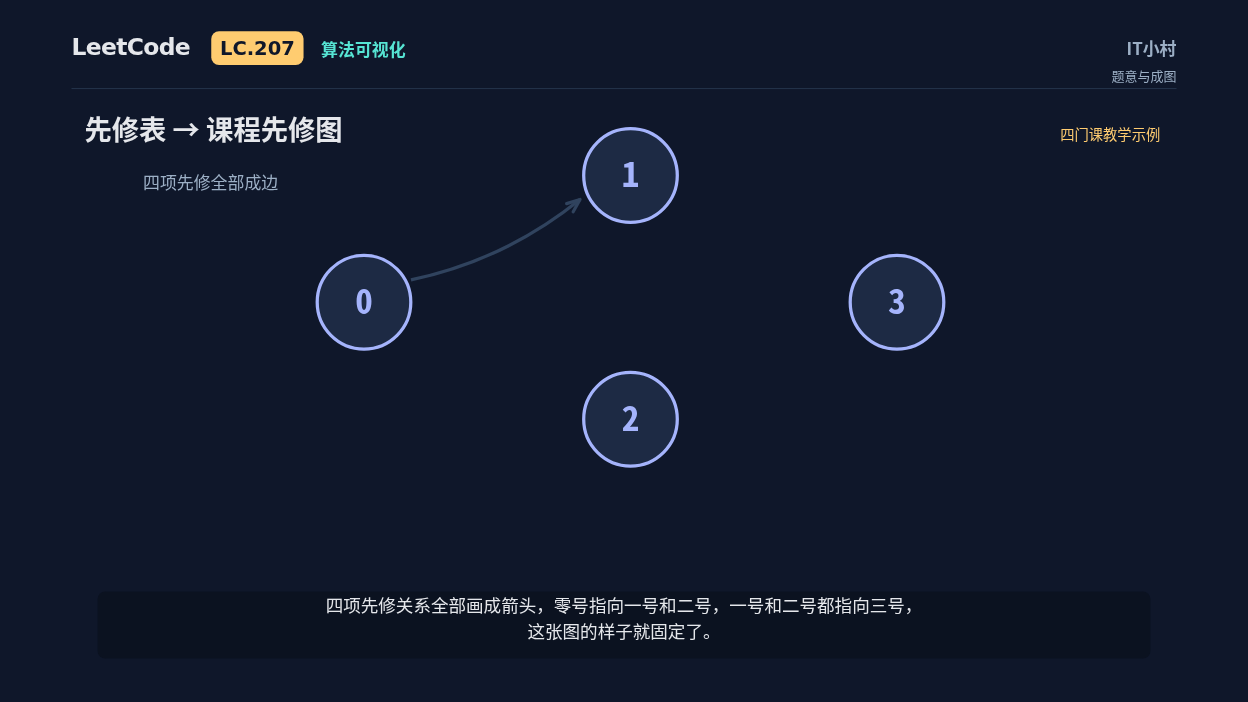 LeetCode LC.207 算法可视化
IT小村
题意与成图
先修表 → 课程先修图
四门课教学示例
四项先修全部成边
1
0
3
2
四项先修关系全部画成箭头，零号指向一号和二号，一号和二号都指向三号，
这张图的样子就固定了。